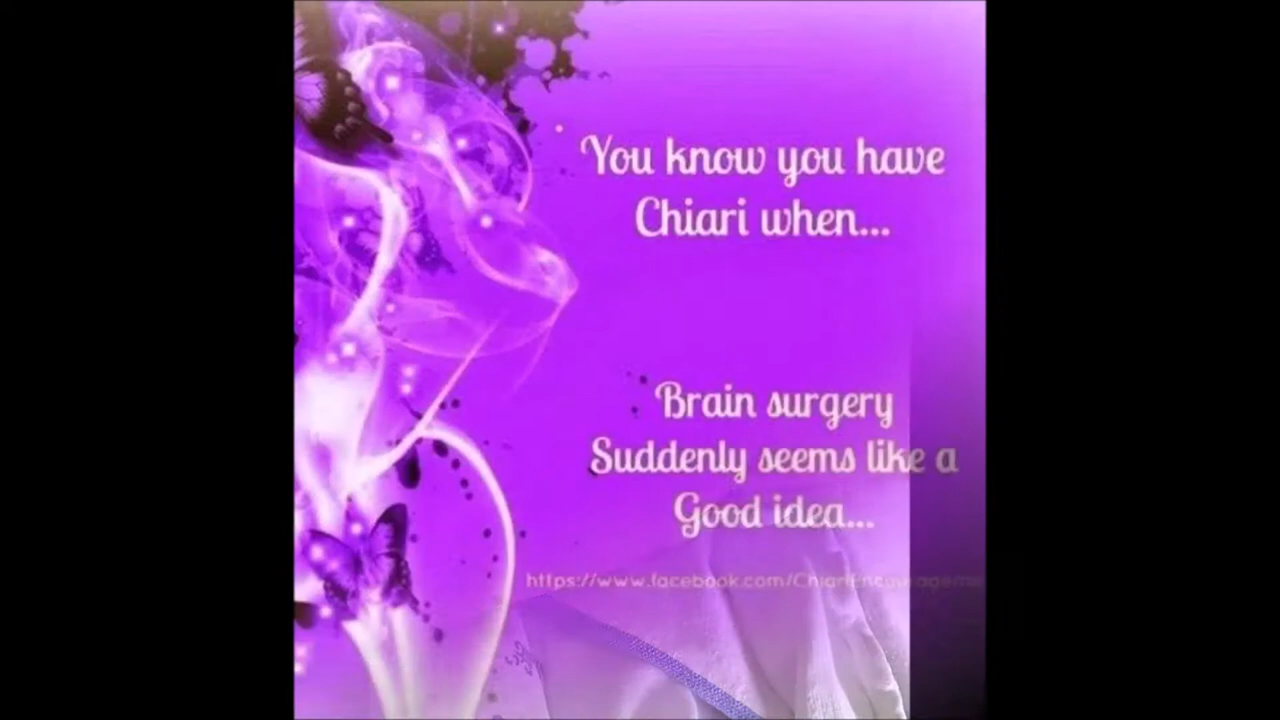 You know you have
Chiari when...
Brain surgery
Suddenly seems like a
Good idea...